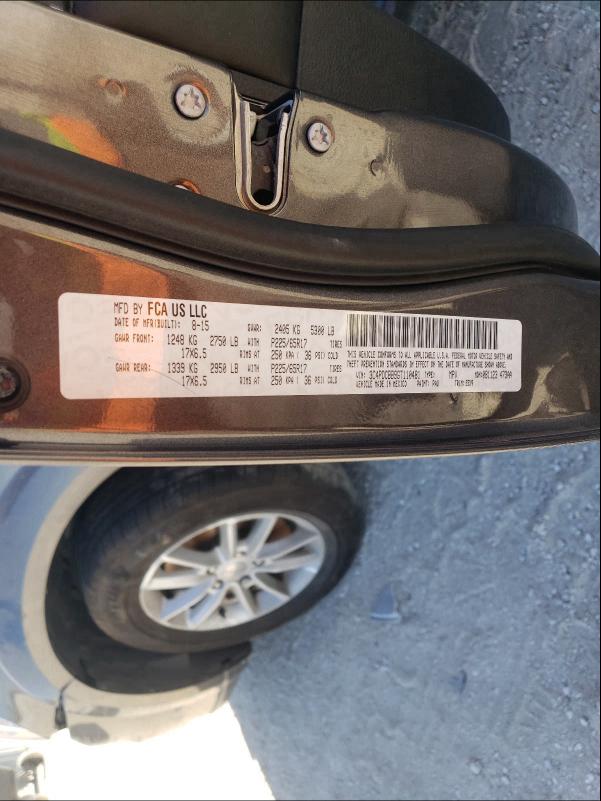 MFD BY FCA US LLC
DATE OF MFR(BUILT): 8-15 GVWR: 2405 KG 5300 LB
GAWR FRONT: 1248 KG 2750 LB WITH P225/65R17 TIRES
17X6.5 RIMS AT 250 KPA / 36 PSI COLD
GAWR REAR: 1339 KG 2950 LB WITH P225/65R17 TIRES
17X6.5 RIMS AT 250 KPA / 36 PSI COLD
THIS VEHICLE CONFORMS TO ALL APPLICABLE U.S.A. FEDERAL MOTOR VEHICLE SAFETY AND
THEFT PREVENTION STANDARDS IN EFFECT ON THE DATE OF MANUFACTURE SHOWN ABOVE.
VIN: TYPE: MPV MDH:
VEHICLE MADE IN MEXICO PAINT: PAU TRIM: